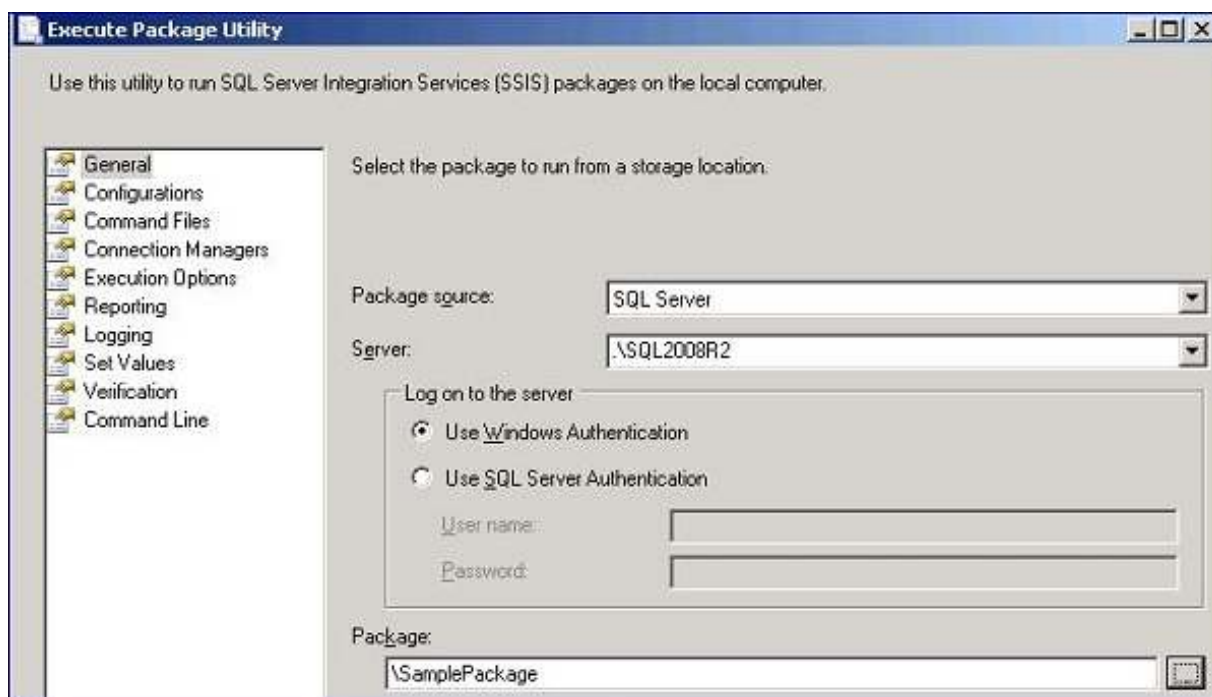 Execute Package Utility
Use this utility to run SQL Server Integration Services (SSIS) packages on the local computer.
General
Configurations
Command Files
Connection Managers
Execution Options
Reporting
Logging
Set Values
Verification
Command Line
Select the package to run from a storage location.
Package source:
SQL Server
Server:
.\SQL2008R2
Log on to the server
Use Windows Authentication
Use SQL Server Authentication
User name:
Password:
Package:
\SamplePackage
...